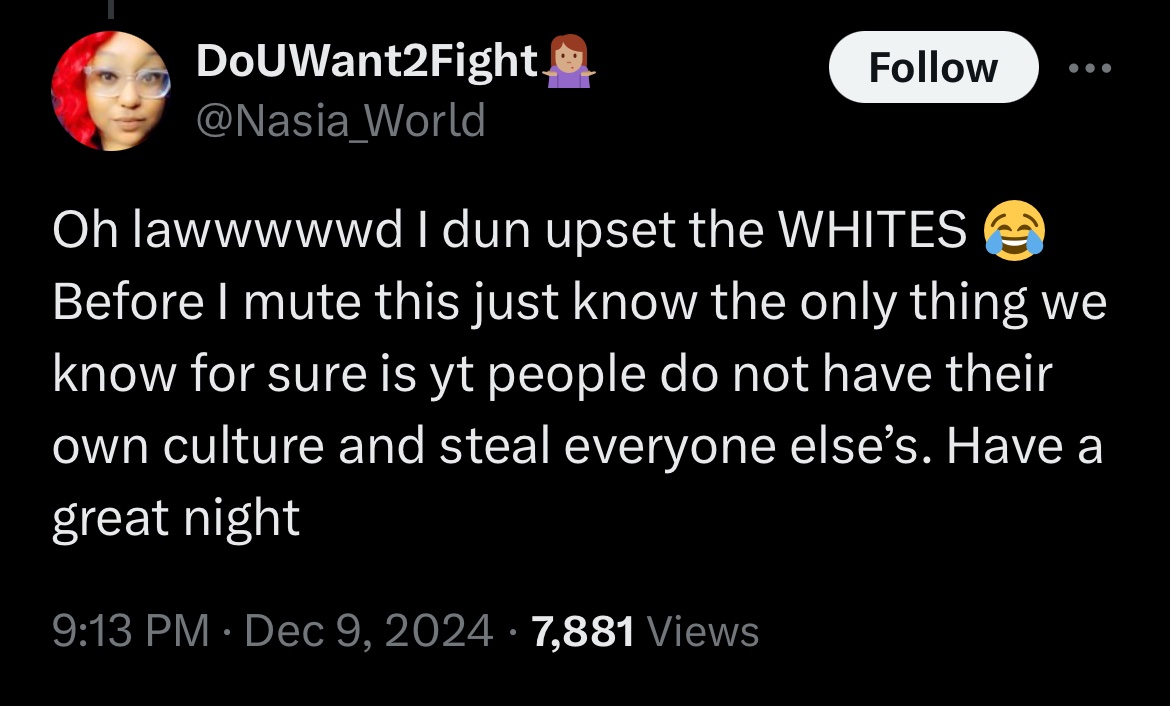 DoUWant2Fight🤷🏽‍♀️
Follow
@Nasia_World
Oh lawwwwwwd I dun upset the WHITES 😂
Before I mute this just know the only thing we
know for sure is yt people do not have their
own culture and steal everyone else’s. Have a
great night
9:13 PM · Dec 9, 2024 · 7,881 Views